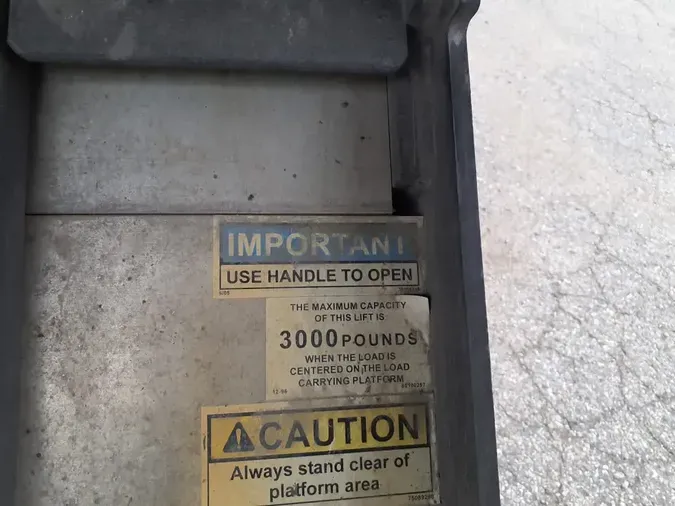 IMPORTANT
USE HANDLE TO OPEN
THE MAXIMUM CAPACITY
OF THIS LIFT IS
3000 POUNDS
WHEN THE LOAD IS
CENTERED ON THE LOAD
CARRYING PLATFORM
CAUTION
Always stand clear of
platform area